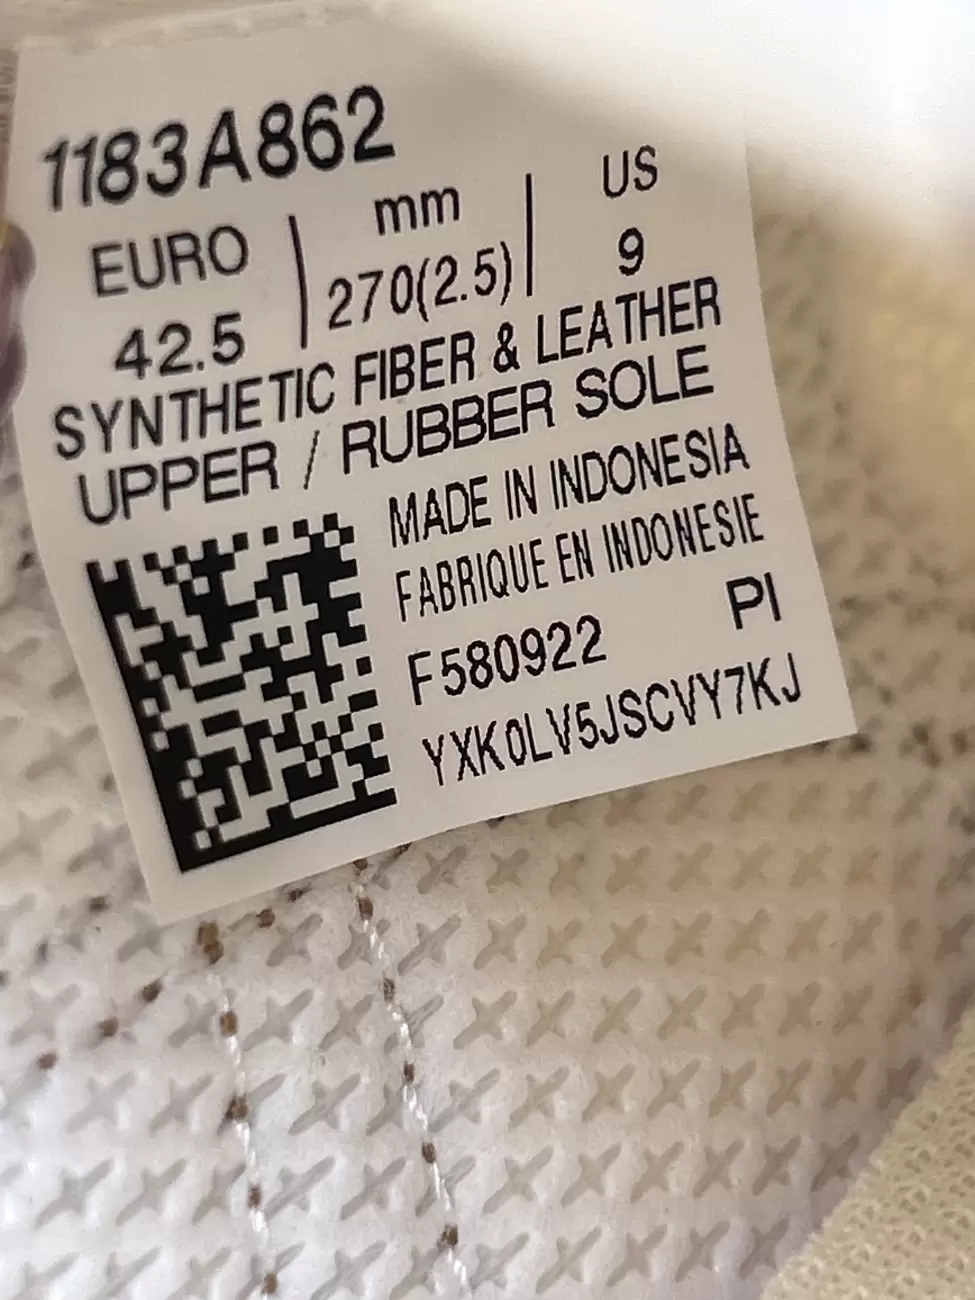 1183A862
EURO | mm | US
42.5 | 270(2.5) | 9
SYNTHETIC FIBER & LEATHER
UPPER / RUBBER SOLE
MADE IN INDONESIA
FABRIQUE EN INDONESIE
F580922 PI
YXK0LV5JSCVY7KJ